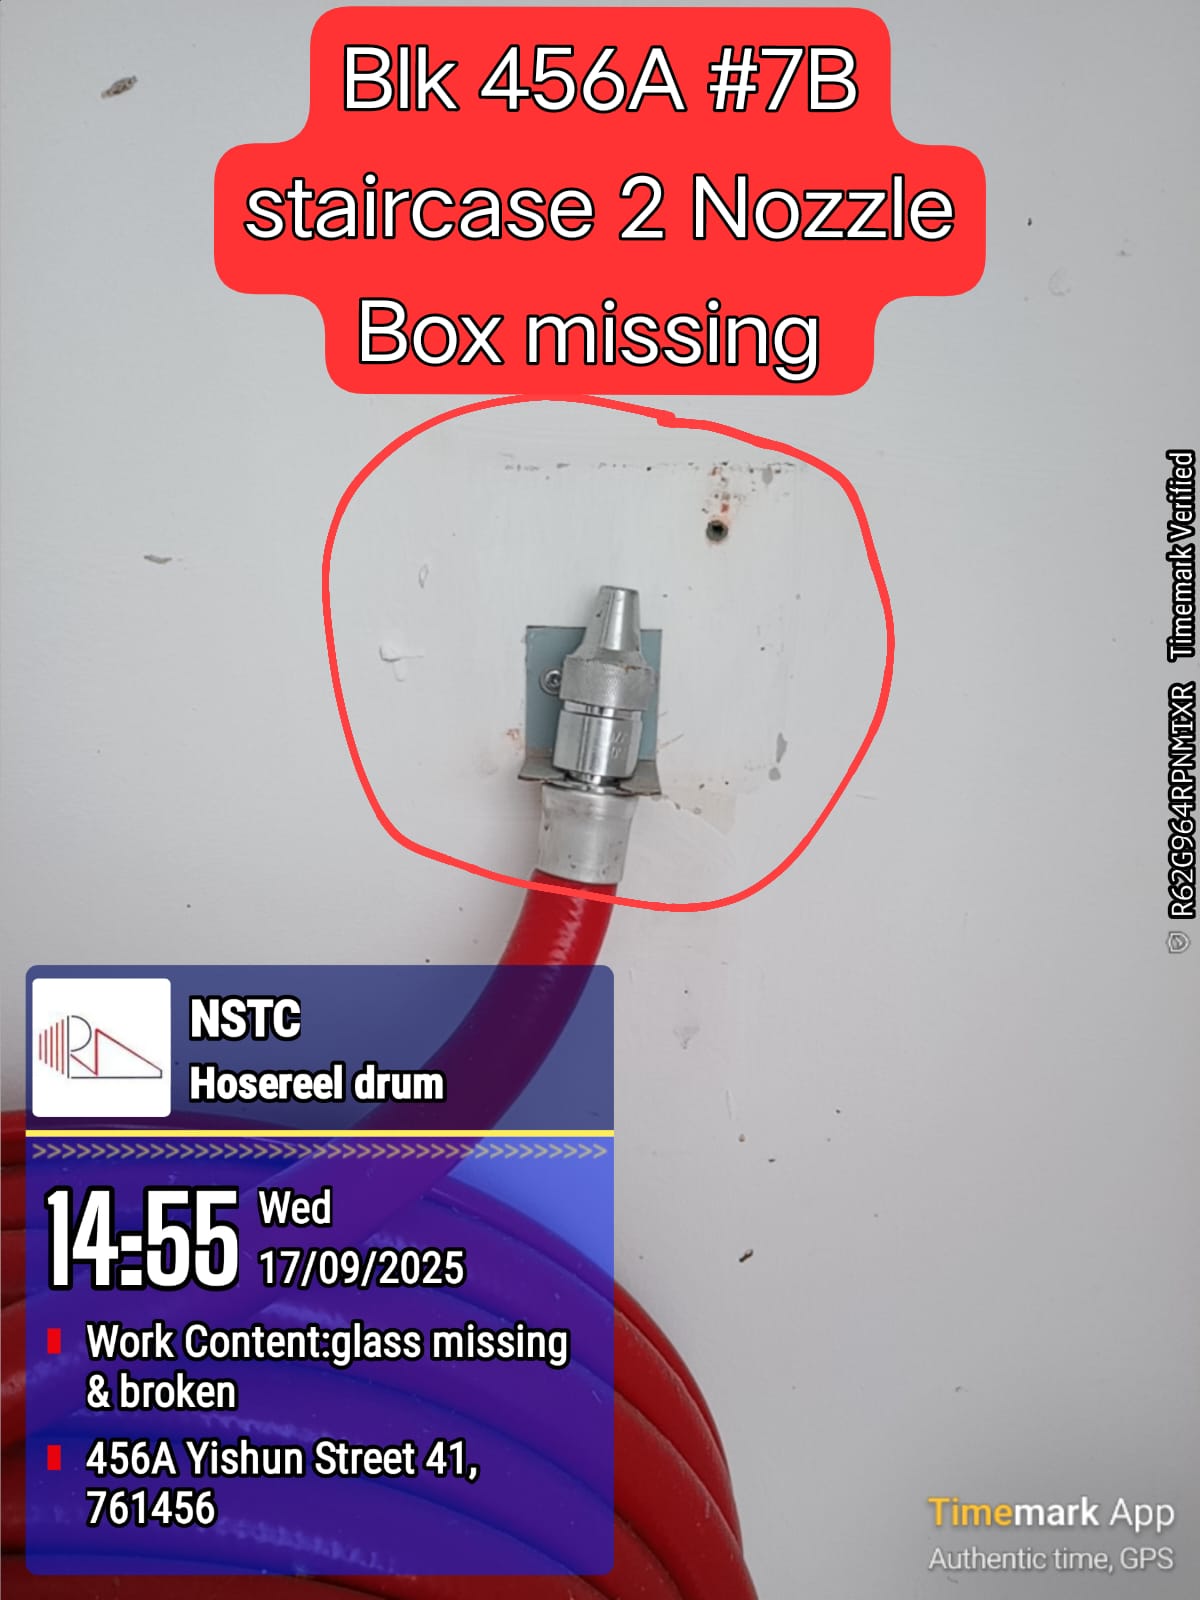 Blk 456A #7B
staircase 2 Nozzle
Box missing
NSTC
Hosereel drum
14:55
Wed
17/09/2025
Work Content:glass missing
& broken
456A Yishun Street 41,
761456
Timemark App
Authentic time, GPS
R62G964RPNMIXR Timemark Verified